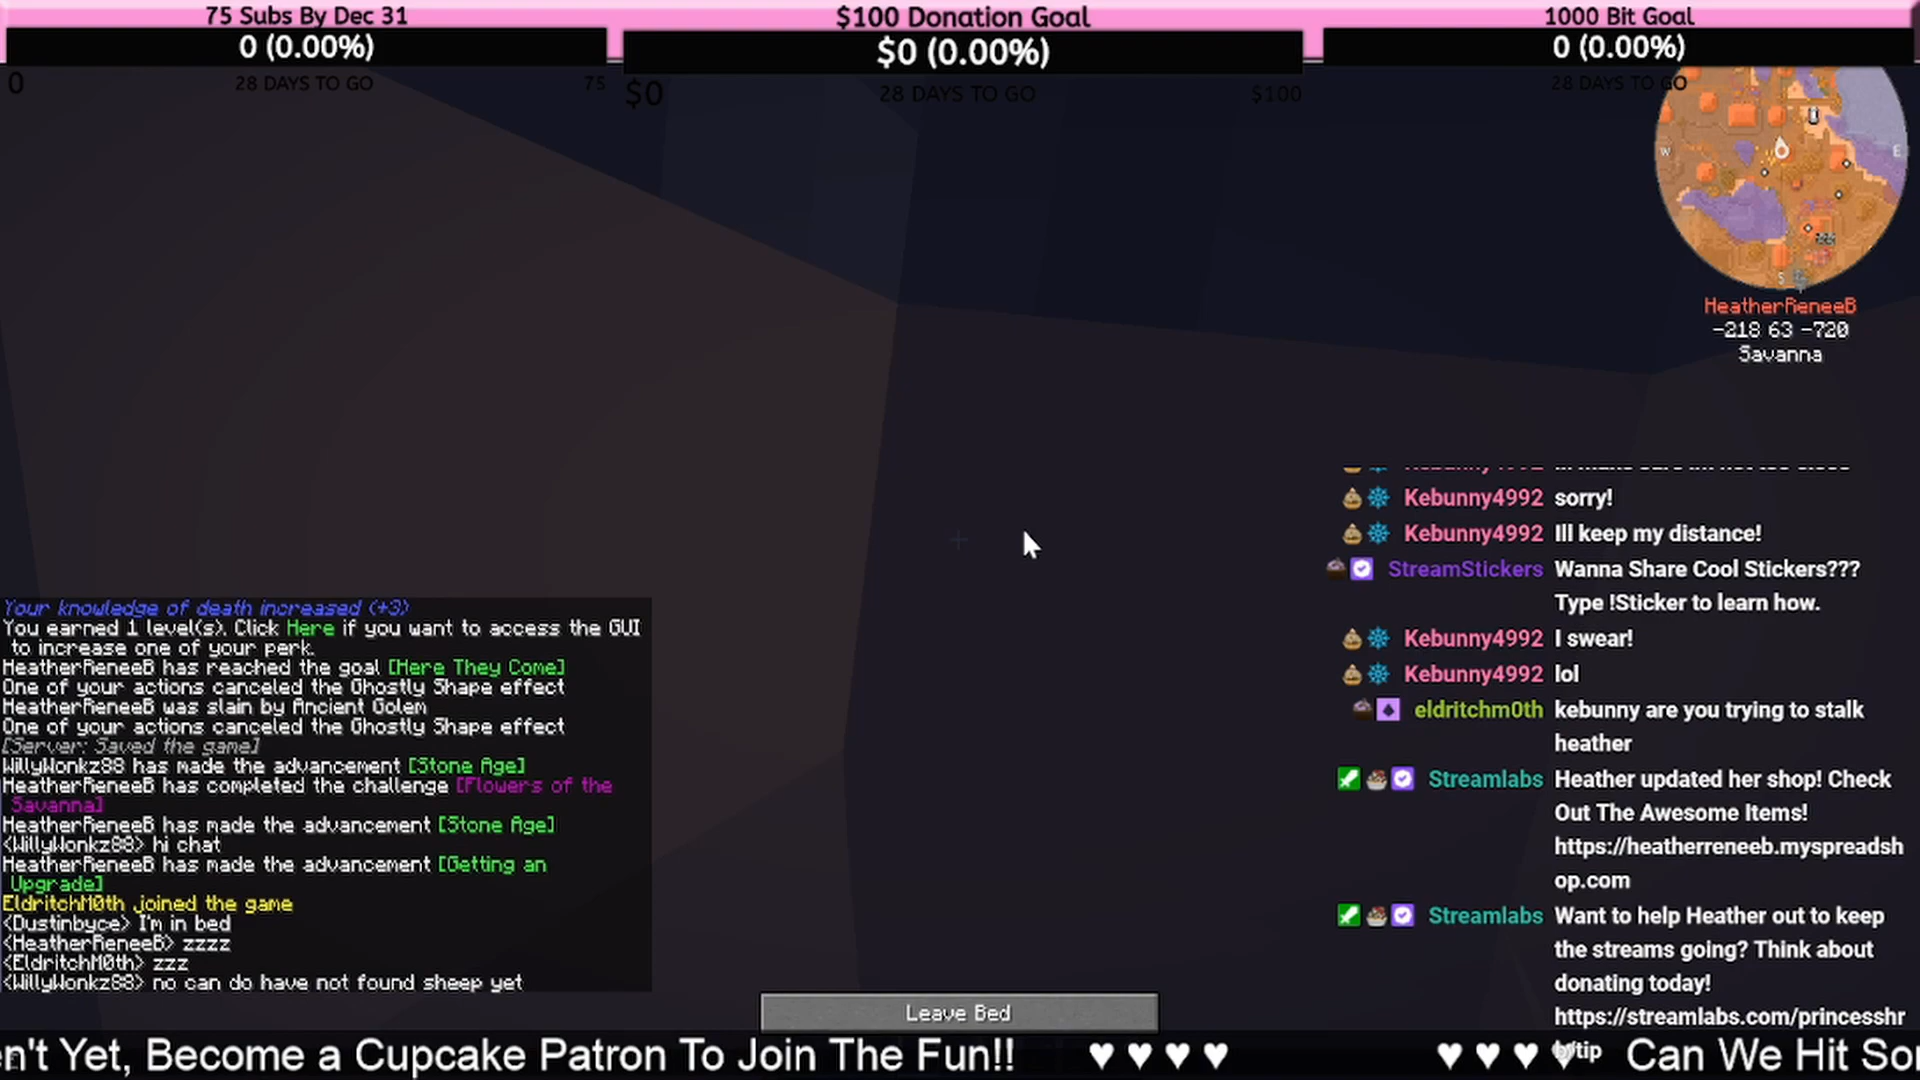 75 Subs By Dec 31
0 (0.00%)
0
28 DAYS TO GO
75
$100 Donation Goal
$0 (0.00%)
$0
28 DAYS TO GO
$100
1000 Bit Goal
0 (0.00%)
28 DAYS TO GO
W
E
S
HeatherReneeB
-218 63 -720
Savanna
Kebunny4992 sorry!
Kebunny4992 Ill keep my distance!
StreamStickers Wanna Share Cool Stickers???
Type !Sticker to learn how.
Kebunny4992 I swear!
Kebunny4992 lol
eldritchm0th kebunny are you trying to stalk
heather
Streamlabs Heather updated her shop! Check
Out The Awesome Items!
https://heatherreneeb.myspreadsh
op.com
Streamlabs Want to help Heather out to keep
the streams going? Think about
donating today!
https://streamlabs.com/princesshr
b/tip
Your knowledge of death increased (+3)
You earned 1 level(s). Click Here if you want to access the GUI
to increase one of your perk.
HeatherReneeB has reached the goal [Here They Come]
One of your actions canceled the Ghostly Shape effect
HeatherReneeB was slain by Ancient Golem
One of your actions canceled the Ghostly Shape effect
[Server: Saved the game]
WillyWonkz88 has made the advancement [Stone Age]
HeatherReneeB has completed the challenge [Flowers of the
Savanna]
HeatherReneeB has made the advancement [Stone Age]
<WillyWonkz88> hi chat
HeatherReneeB has made the advancement [Getting an
Upgrade]
EldritchM0th joined the game
<Dustinbyce> I'm in bed
<HeatherReneeB> zzzz
<EldritchM0th> zzz
<WillyWonkz88> no can do have not found sheep yet
Leave Bed
en't Yet, Become a Cupcake Patron To Join The Fun!! ♥ ♥ ♥ ♥ ♥ ♥ ♥ ♥ Can We Hit Som